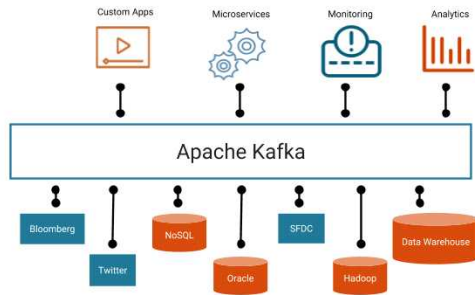 Custom Apps
Microservices
Monitoring
Analytics
Apache Kafka
Bloomberg
Twitter
NoSQL
Oracle
SFDC
Hadoop
Data Warehouse